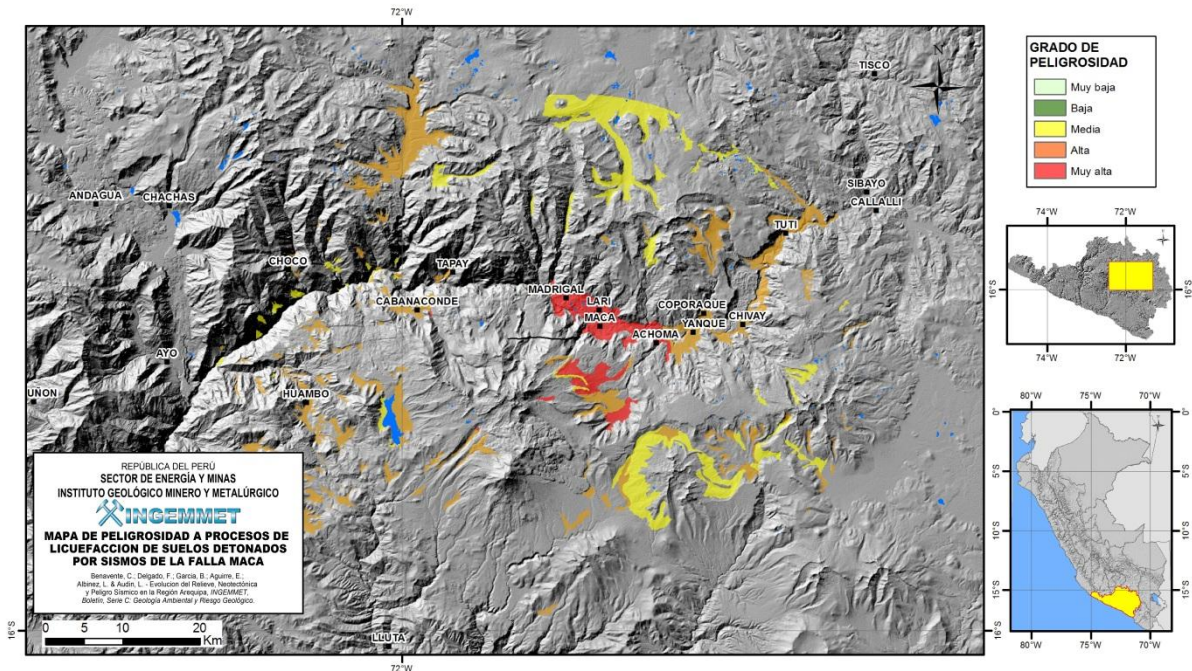 72°W
TISCO
SIBAYO
CALLALLI
ANDAGUA
CHACHAS
TUTI
CHOCO
TAPAY
MADRIGAL
CABANACONDE
LARI
MACA
COPORAQUE
CHIVAY
YANQUE
ACHOMA
AYO
UÑON
HUAMBO
LLUTA
REPÚBLICA DEL PERÚ
SECTOR DE ENERGÍA Y MINAS
INSTITUTO GEOLÓGICO MINERO Y METALÚRGICO
INGEMMET
MAPA DE PELIGROSIDAD A PROCESOS DE
LICUEFACCION DE SUELOS DETONADOS
POR SISMOS DE LA FALLA MACA
Benavente, C.; Delgado, F.; Garcia, B.; Aguirre, E.;
Albinez, L. & Audin, L. - Evolucion del Relieve, Neotectónica
y Peligro Sísmico en la Región Arequipa, INGEMMET,
Boletín, Serie C: Geología Ambiental y Riesgo Geológico.
0 5 10 20
Km
16°S
16°S
72°W
GRADO DE
PELIGROSIDAD
Muy baja
Baja
Media
Alta
Muy alta
74°W 72°W
16°S 16°S
74°W 72°W
80°W 75°W 70°W
0° 0°
5°S 5°S
10°S 10°S
15°S 15°S
80°W 75°W 70°W